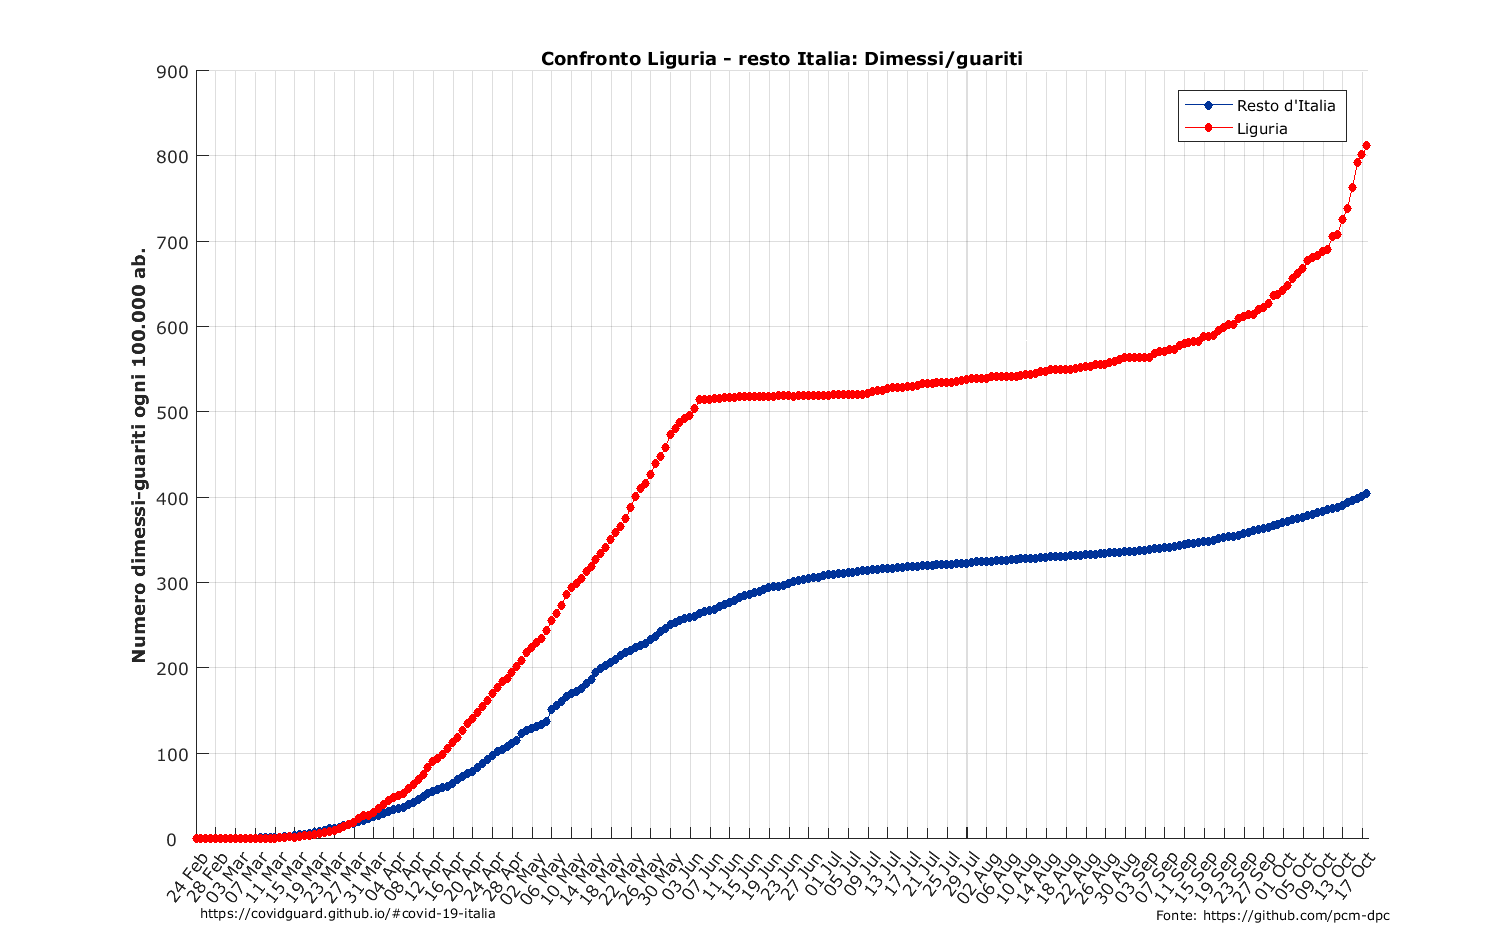 Confronto Liguria - resto Italia: Dimessi/guariti
Numero dimessi-guariti ogni 100.000 ab.
900
800
700
600
500
400
300
200
100
0
Resto d'Italia
Liguria
24 Feb
28 Feb
03 Mar
07 Mar
11 Mar
15 Mar
19 Mar
23 Mar
27 Mar
31 Mar
04 Apr
08 Apr
12 Apr
16 Apr
20 Apr
24 Apr
28 Apr
02 May
06 May
10 May
14 May
18 May
22 May
26 May
30 May
03 Jun
07 Jun
11 Jun
15 Jun
19 Jun
23 Jun
27 Jun
01 Jul
05 Jul
09 Jul
13 Jul
17 Jul
21 Jul
25 Jul
29 Jul
02 Aug
06 Aug
10 Aug
14 Aug
18 Aug
22 Aug
26 Aug
30 Aug
03 Sep
07 Sep
11 Sep
15 Sep
19 Sep
23 Sep
27 Sep
01 Oct
05 Oct
09 Oct
13 Oct
17 Oct
https://covidguard.github.io/#covid-19-italia
Fonte: https://github.com/pcm-dpc